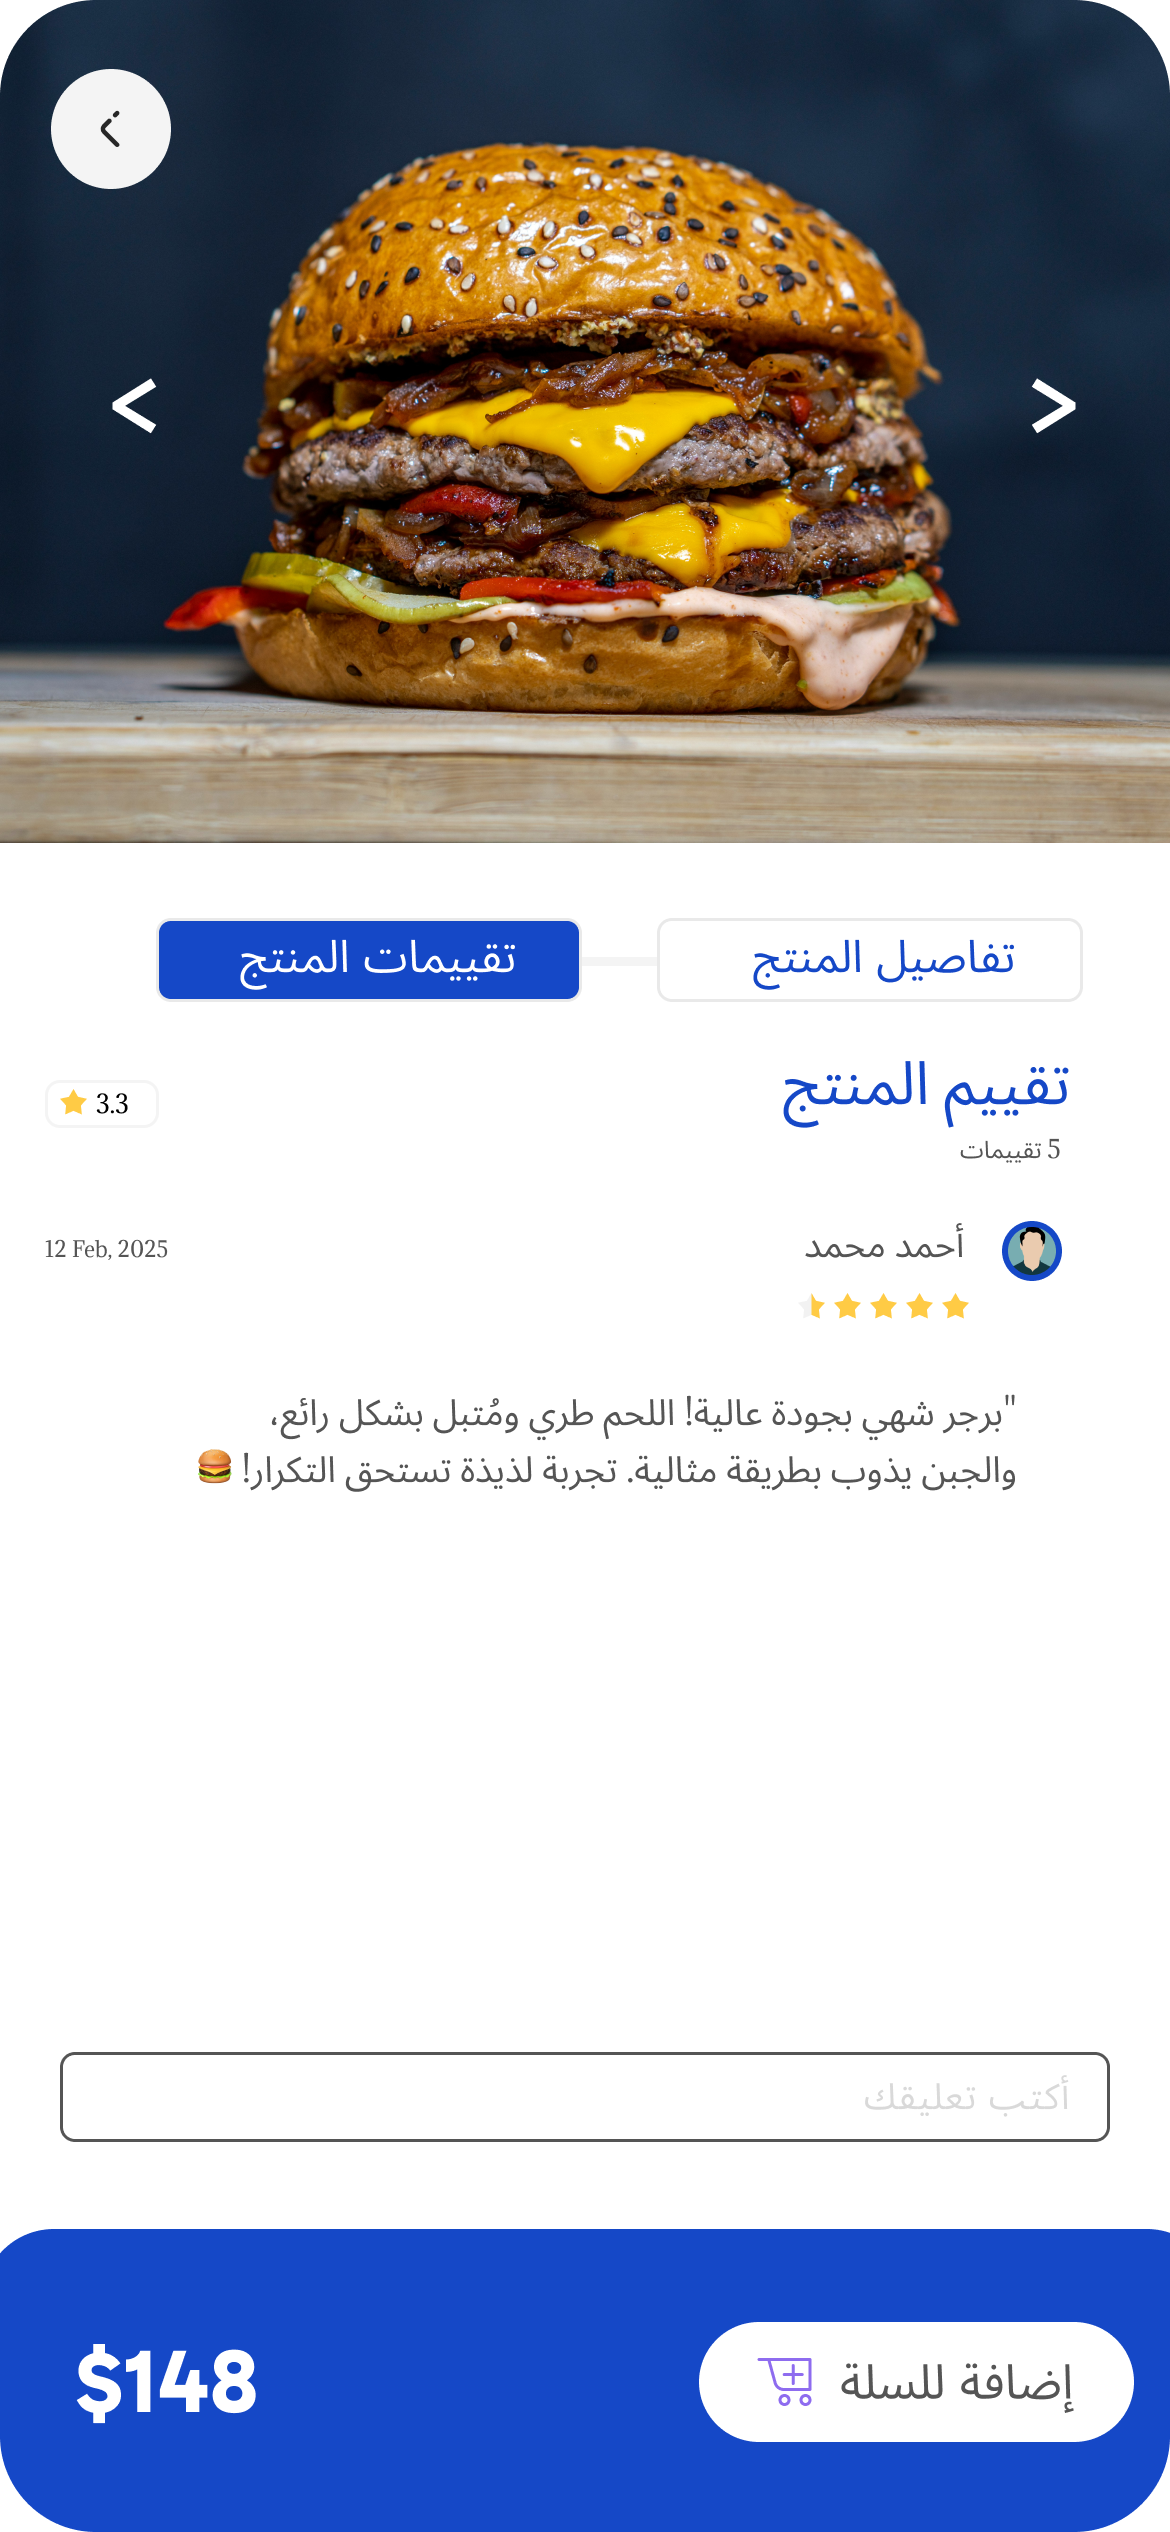 < >
تفاصيل المنتج
تقييمات المنتج
تقييم المنتج
3.3
5 تقييمات
أحمد محمد
12 Feb, 2025
"برجر شهي بجودة عالية! اللحم طري ومُتبل بشكل رائع،
والجبن يذوب بطريقة مثالية. تجربة لذيذة تستحق التكرار! 🍔
أكتب تعليقك
إضافة للسلة
$148